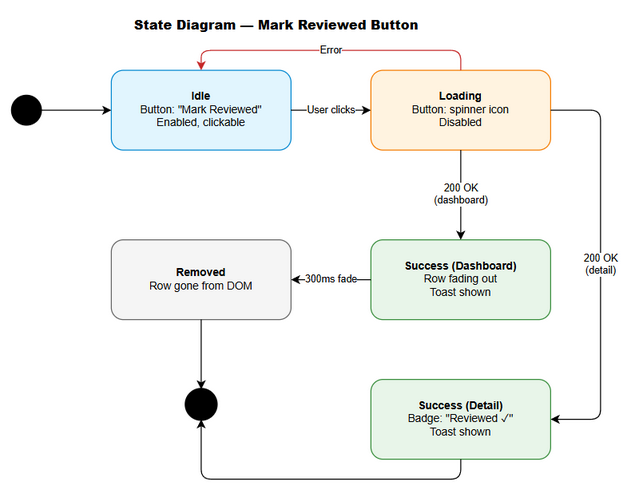 State Diagram — Mark Reviewed Button
Error
Idle
Button: "Mark Reviewed"
Enabled, clickable
User clicks
Loading
Button: spinner icon
Disabled
200 OK
(dashboard)
200 OK
(detail)
Removed
Row gone from DOM
300ms fade
Success (Dashboard)
Row fading out
Toast shown
Success (Detail)
Badge: "Reviewed ✓"
Toast shown